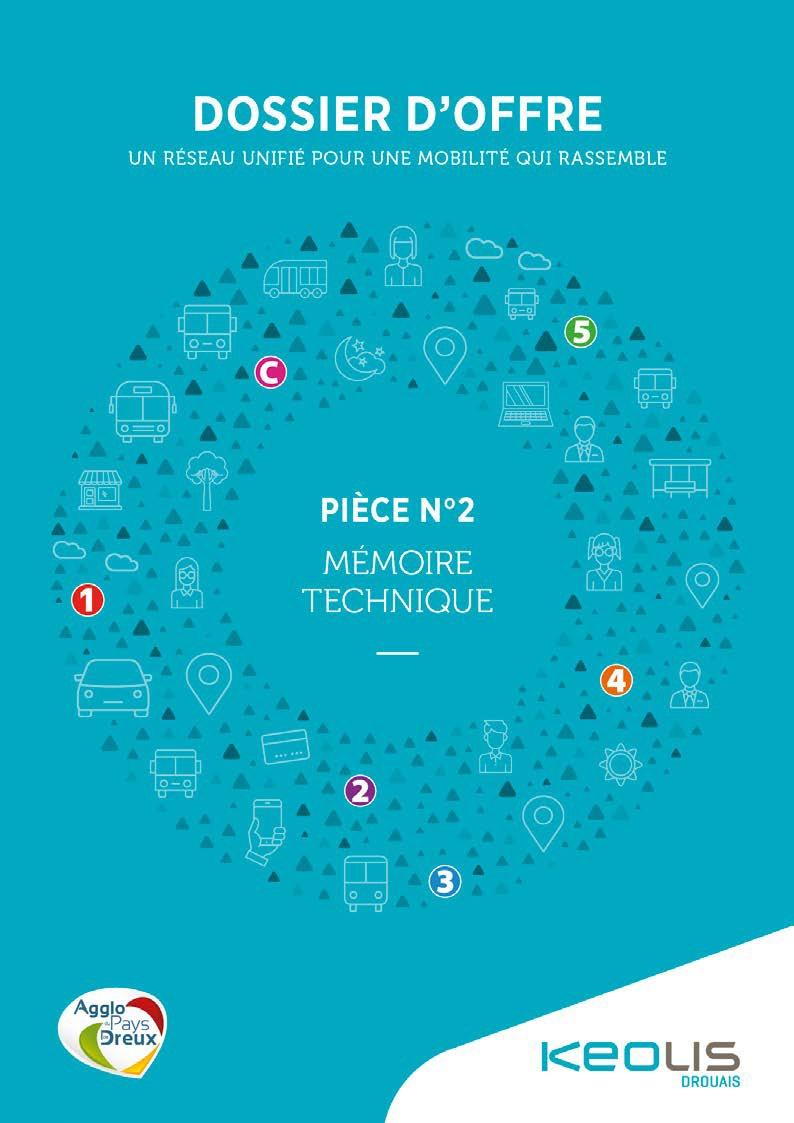 DOSSIER D'OFFRE
UN RÉSEAU UNIFIÉ POUR UNE MOBILITÉ QUI RASSEMBLE
5
C
PIÈCE N°2
MÉMOIRE
TECHNIQUE
1
4
2
3
Agglo
du Pays
de Dreux
KEOLIS
DROUAIS